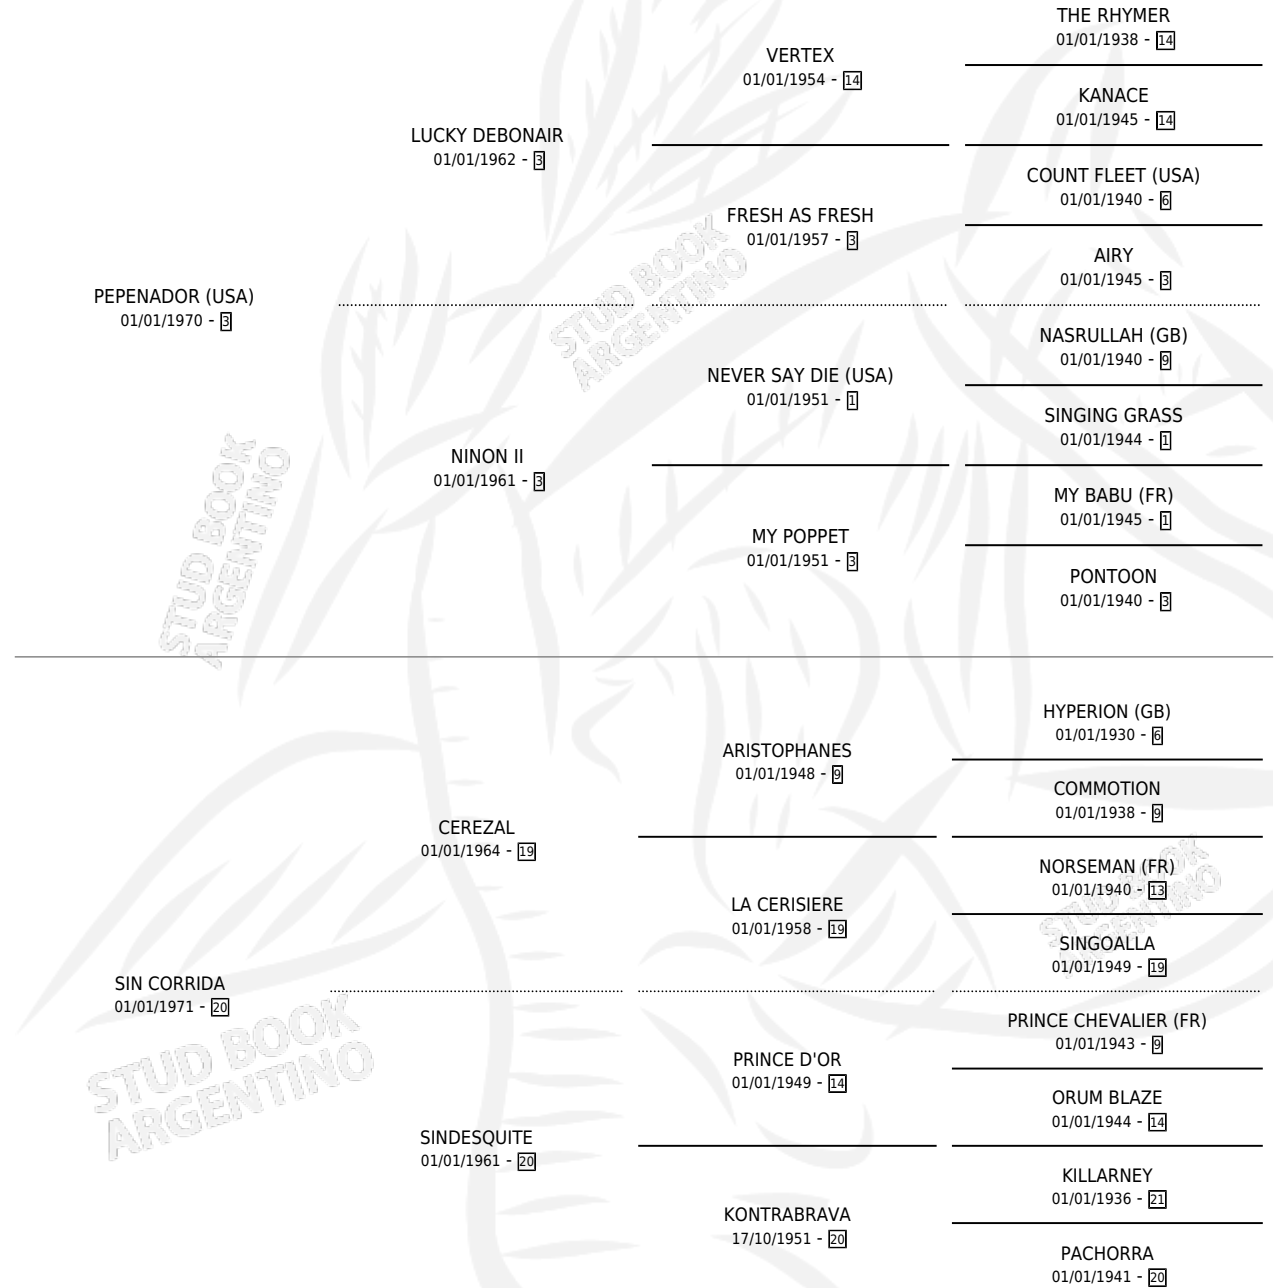 THE RHYMER
01/01/1938 - 14
VERTEX
01/01/1954 - 14
KANACE
01/01/1945 - 14
LUCKY DEBONAIR
01/01/1962 - 3
COUNT FLEET (USA)
01/01/1940 - 6
FRESH AS FRESH
01/01/1957 - 3
AIRY
01/01/1945 - 3
PEPENADOR (USA)
01/01/1970 - 3
NASRULLAH (GB)
01/01/1940 - 9
NEVER SAY DIE (USA)
01/01/1951 - 1
SINGING GRASS
01/01/1944 - 1
NINON II
01/01/1961 - 3
MY BABU (FR)
01/01/1945 - 1
MY POPPET
01/01/1951 - 3
PONTOON
01/01/1940 - 3
HYPERION (GB)
01/01/1930 - 6
ARISTOPHANES
01/01/1948 - 9
COMMOTION
01/01/1938 - 9
CEREZAL
01/01/1964 - 19
NORSEMAN (FR)
01/01/1940 - 13
LA CERISIERE
01/01/1958 - 19
SINGOALLA
01/01/1949 - 19
SIN CORRIDA
01/01/1971 - 20
PRINCE CHEVALIER (FR)
01/01/1943 - 9
PRINCE D'OR
01/01/1949 - 14
ORUM BLAZE
01/01/1944 - 14
SINDESQUITE
01/01/1961 - 20
KILLARNEY
01/01/1936 - 21
KONTRABRAVA
17/10/1951 - 20
PACHORRA
01/01/1941 - 20
STUD BOOK
ARGENTINO
STUD BOOK
ARGENTINO
STUD BOOK
ARGENTINO
STUD BOOK
ARGENTINO